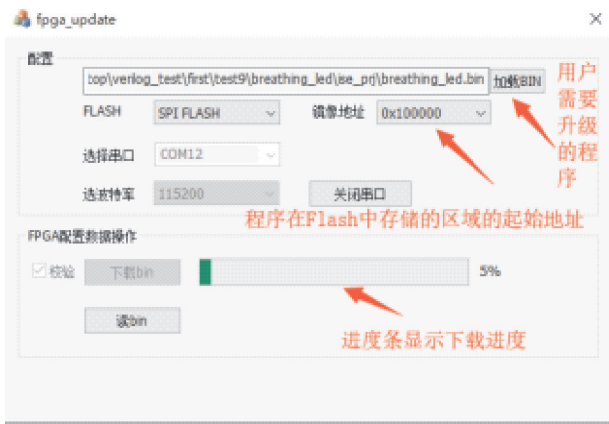 fpga_update
配置
top\verilog_test\first\test9\breathing_led\ise_prj\breathing_led.bin 加载BIN
用户需要升级的程序
FLASH SPI FLASH 镜像地址 0x100000
选择串口 COM12
选波特率 115200 关闭串口
程序在Flash中存储的区域的起始地址
FPGA配置数据操作
校验 下载bin 5%
读bin
进度条显示下载进度